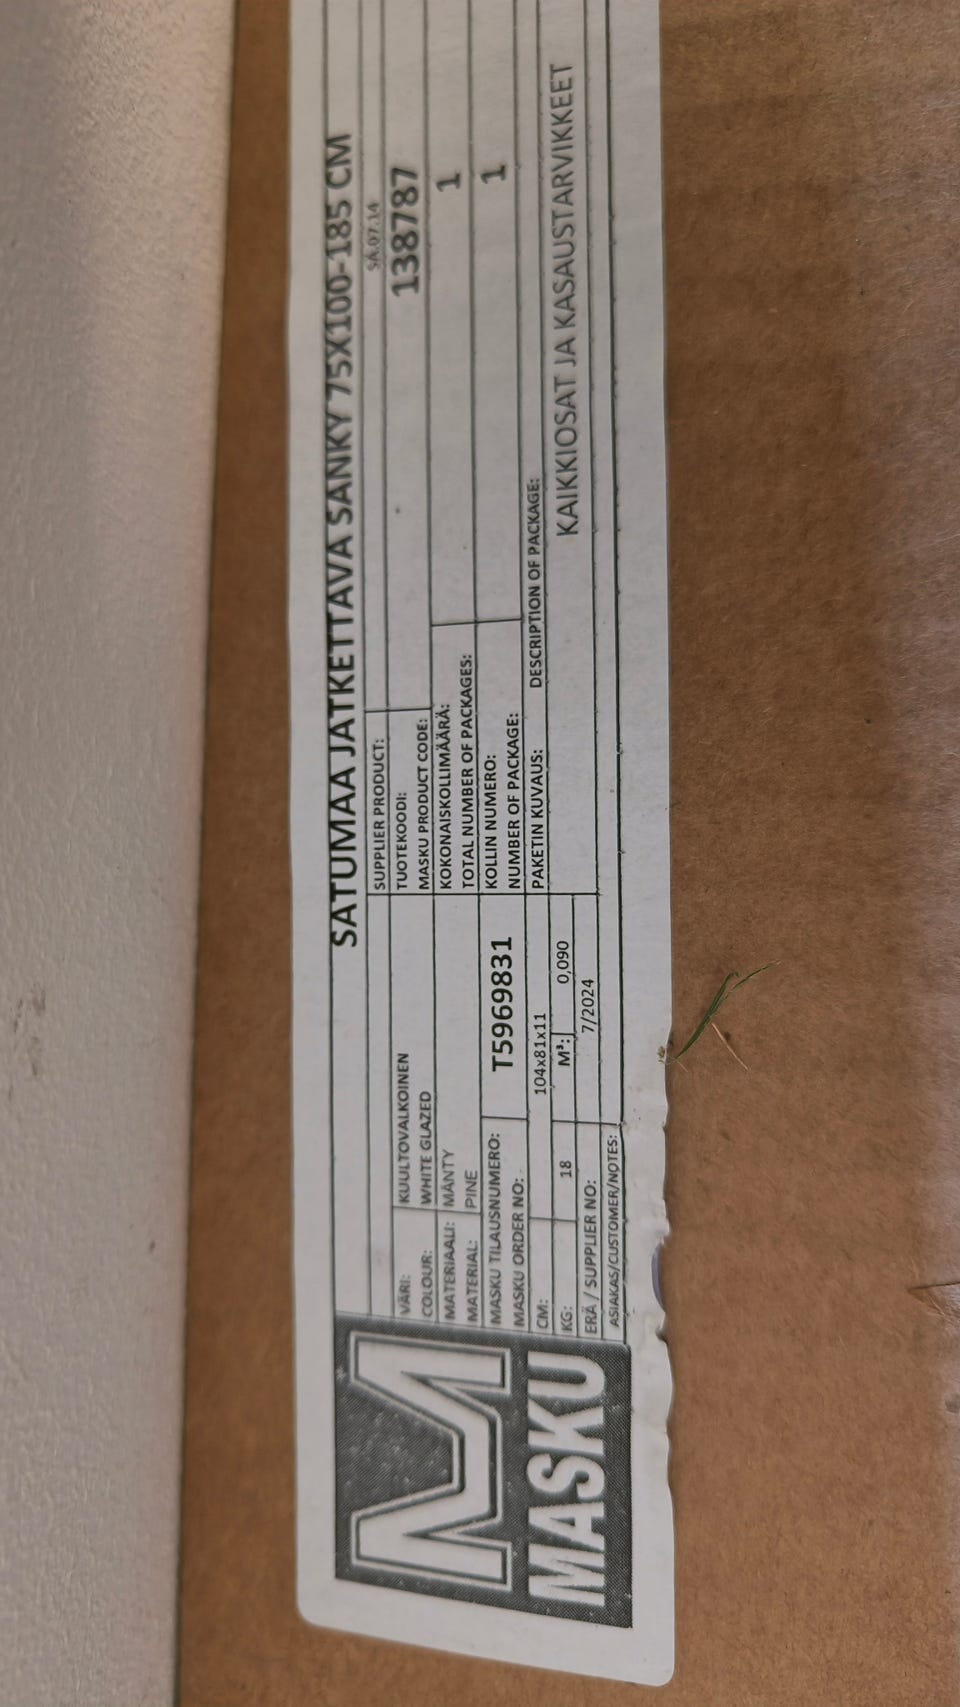 SATUMAA JATKETTAVA SÄNKY 75X100-185 CM
SUPPLIER PRODUCT: SÄ.07.14
VÄRI: KUULTOVALKOINEN
COLOUR: WHITE GLAZED
TUOTEKOODI:
MASKU PRODUCT CODE: 138787
MATERIAALI: MÄNTY
MATERIAL: PINE
KOKONAISKOLLIMÄÄRÄ:
TOTAL NUMBER OF PACKAGES: 1
MASKU TILAUSNUMERO:
MASKU ORDER NO: T5969831
KOLLIN NUMERO:
NUMBER OF PACKAGE: 1
CM: 104x81x11
PAKETIN KUVAUS: DESCRIPTION OF PACKAGE:
KG: 18 M³: 0,090
KAIKKIOSAT JA KASAUSTARVIKKEET
ERÄ / SUPPLIER NO: 7/2024
ASIAKAS/CUSTOMER/NOTES:
M
MASKU